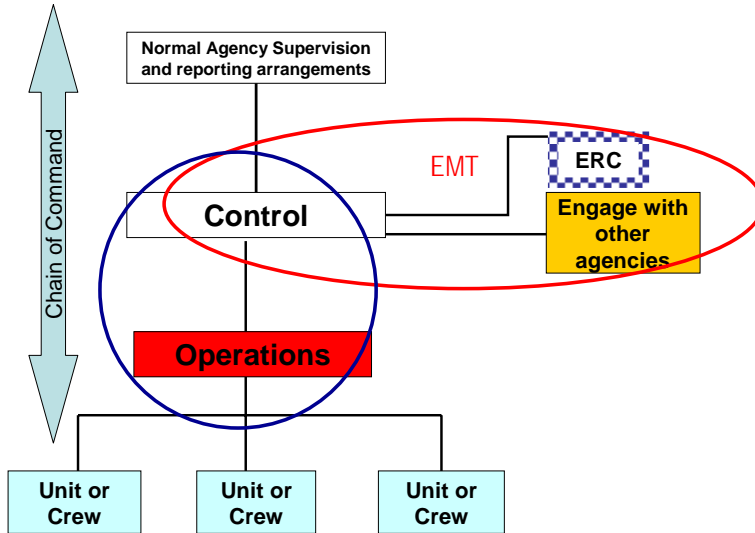 Normal Agency Supervision
and reporting arrangements
Chain of Command
EMT
ERC
Control
Engage with
other
agencies
Operations
Unit or
Crew
Unit or
Crew
Unit or
Crew